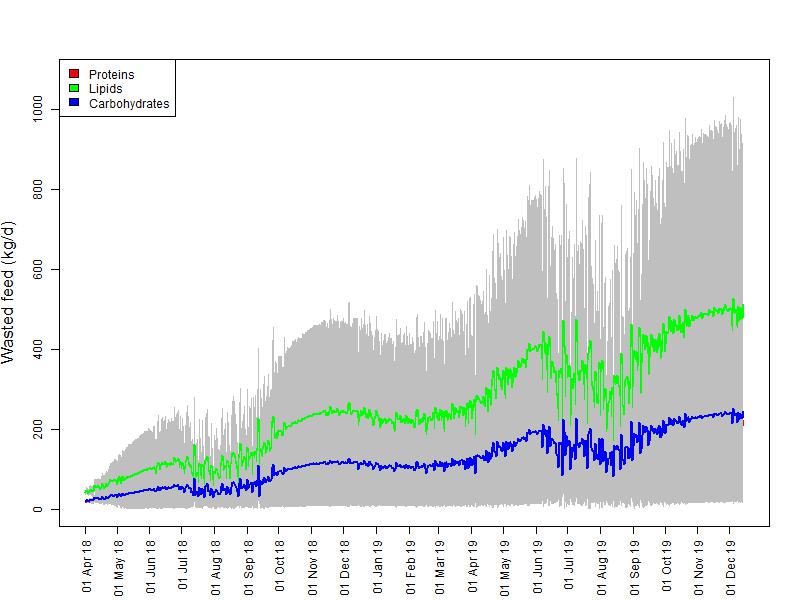 Proteins
Lipids
Carbohydrates
Wasted feed (kg/d)
1000
800
600
400
200
0
01 Apr 18
01 May 18
01 Jun 18
01 Jul 18
01 Aug 18
01 Sep 18
01 Oct 18
01 Nov 18
01 Dec 18
01 Jan 19
01 Feb 19
01 Mar 19
01 Apr 19
01 May 19
01 Jun 19
01 Jul 19
01 Aug 19
01 Sep 19
01 Oct 19
01 Nov 19
01 Dec 19